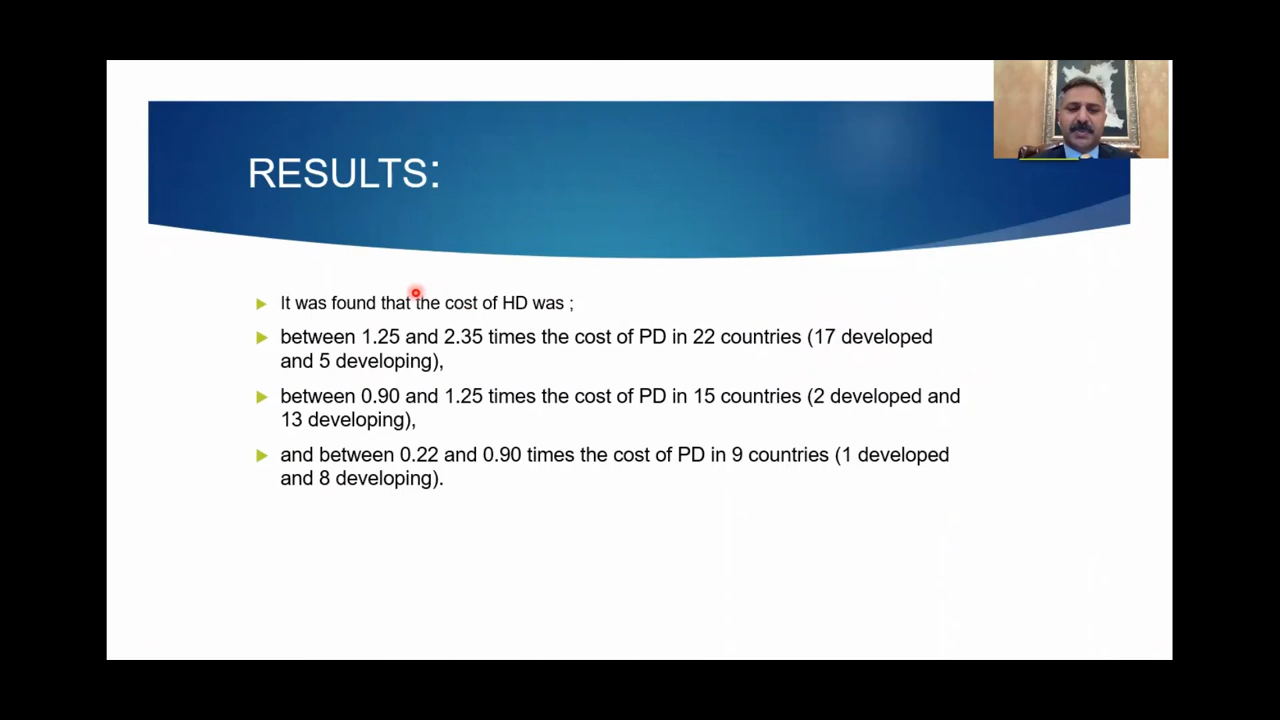 RESULTS:
It was found that the cost of HD was ;
between 1.25 and 2.35 times the cost of PD in 22 countries (17 developed
and 5 developing),
between 0.90 and 1.25 times the cost of PD in 15 countries (2 developed and
13 developing),
and between 0.22 and 0.90 times the cost of PD in 9 countries (1 developed
and 8 developing).